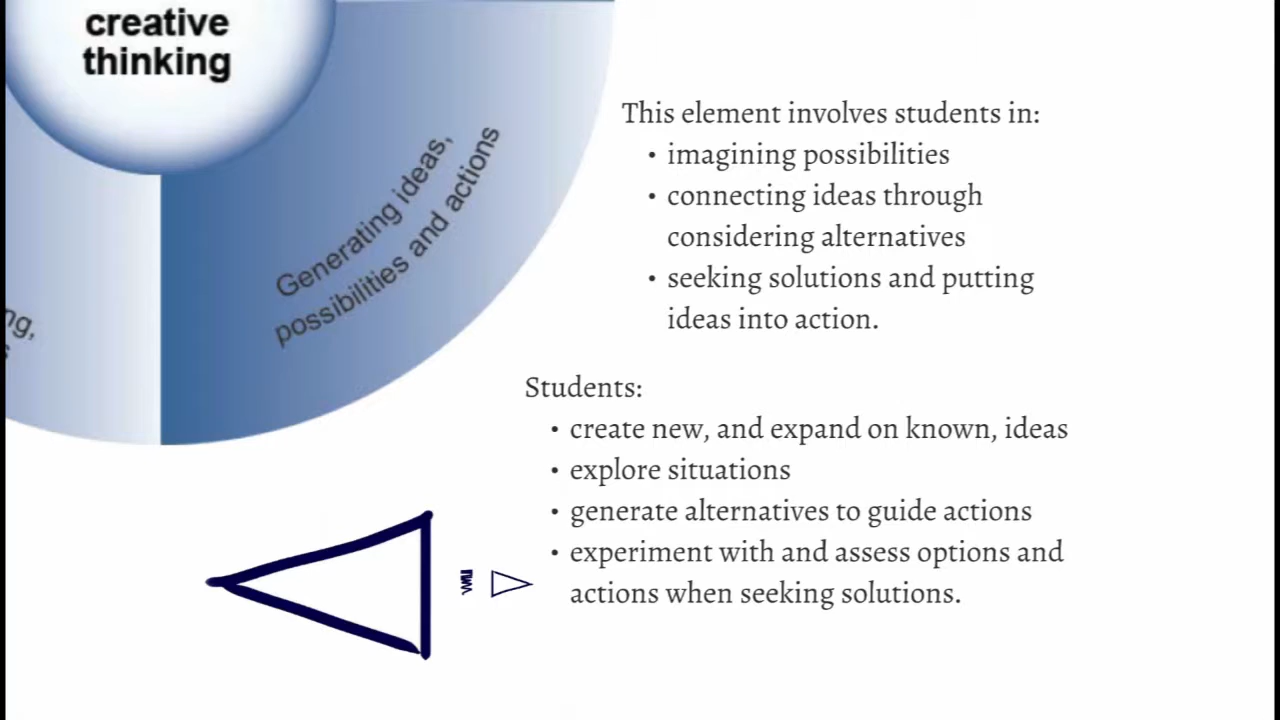 creative
thinking
Generating ideas,
possibilities and actions
This element involves students in:
• imagining possibilities
• connecting ideas through
considering alternatives
• seeking solutions and putting
ideas into action.
Students:
• create new, and expand on known, ideas
• explore situations
• generate alternatives to guide actions
• experiment with and assess options and
actions when seeking solutions.